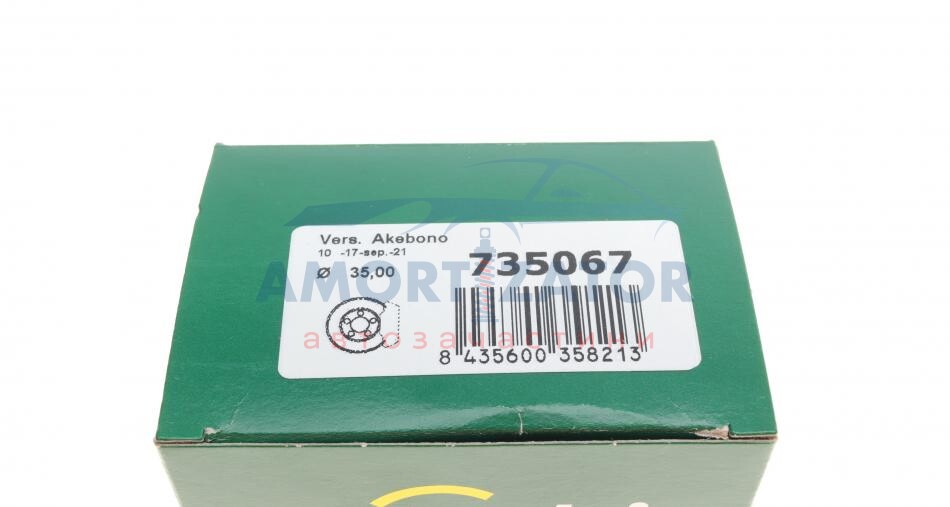 Vers. Akebono
10 -17-sep.-21
Ø 35,00
735067
AMORTIZATOR
автозапчастини
8 435600 358213